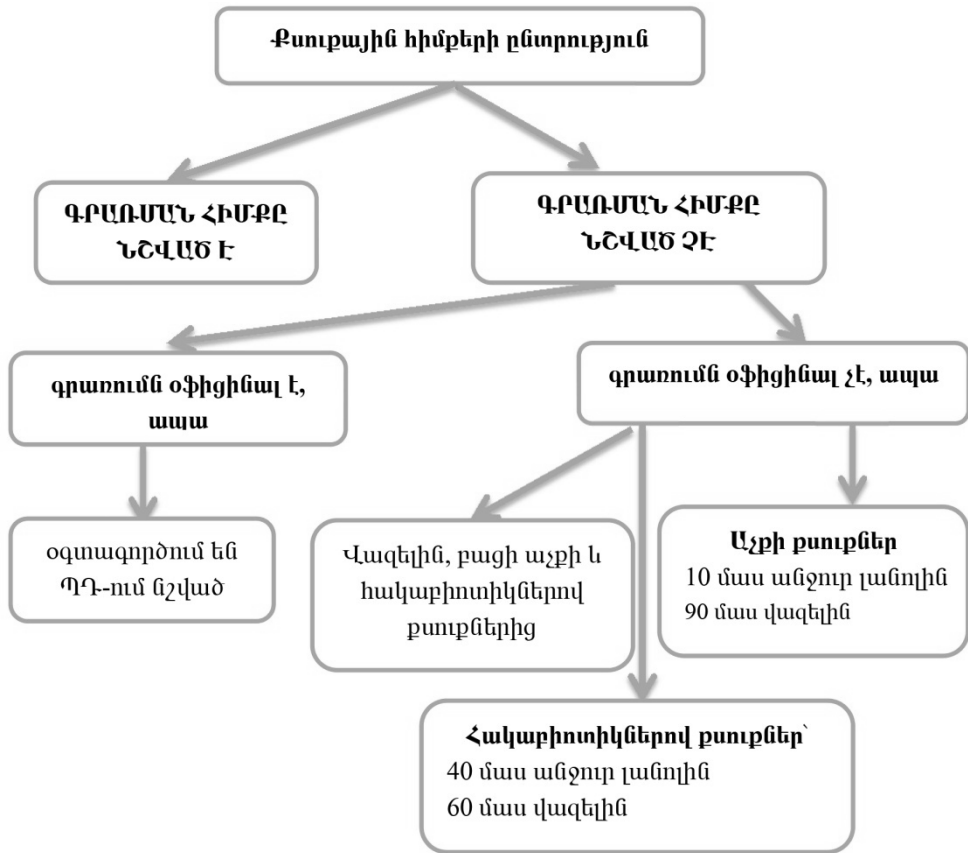 Քսուքային հիմքերի ընտրություն
ԳՐԱՌՄԱՆ ՀԻՄՔԸ
ՆՇՎԱԾ Է
ԳՐԱՌՄԱՆ ՀԻՄՔԸ
ՆՇՎԱԾ ՉԷ
գրառումն օֆիցինալ է,
ապա
գրառումն օֆիցինալ չէ, ապա
օգտագործում են
ՊԴ-ում նշված
Վազելին, բացի աչքի և
հակաբիոտիկներով
քսուքներից
Աչքի քսուքներ
10 մաս անջուր լանոլին
90 մաս վազելին
Հակաբիոտիկներով քսուքներ՝
40 մաս անջուր լանոլին
60 մաս վազելին